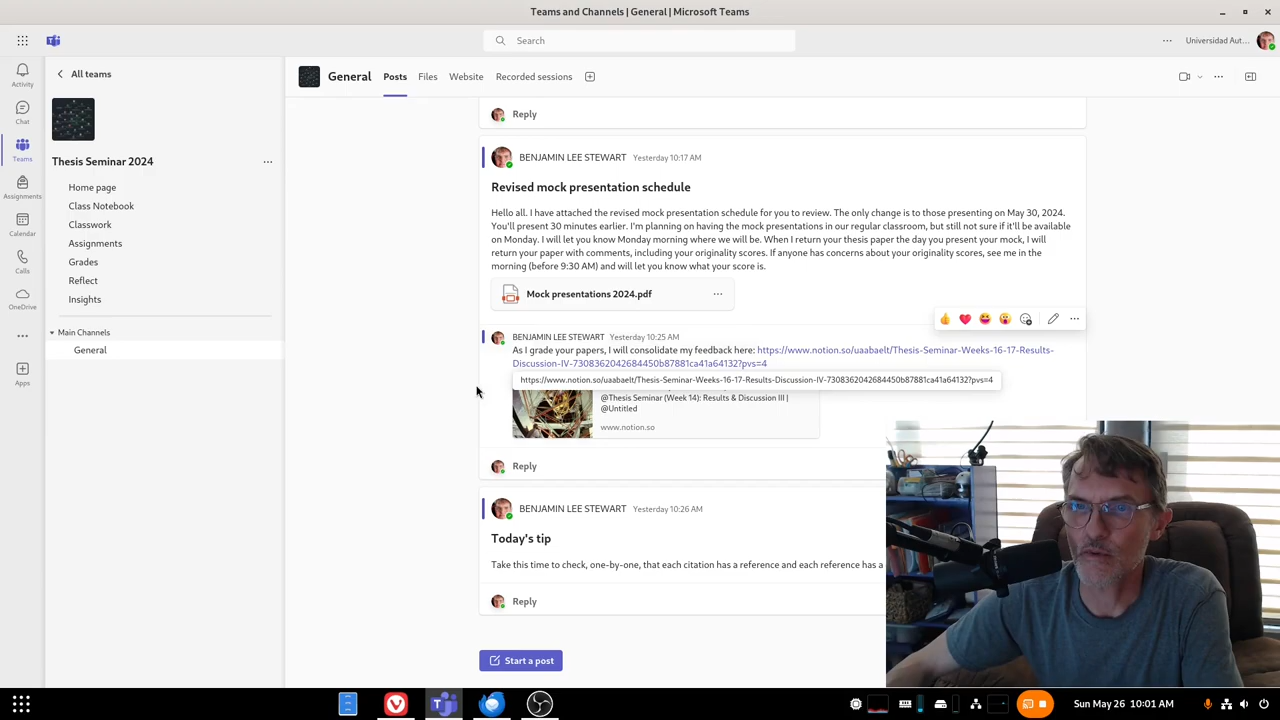 Teams and Channels | General | Microsoft Teams
Search
Universidad Aut...
Activity
Chat
Teams
Assignments
Calendar
Calls
OneDrive
Apps
All teams
Thesis Seminar 2024
Home page
Class Notebook
Classwork
Assignments
Grades
Reflect
Insights
Main Channels
General
General
Posts
Files
Website
Recorded sessions
Reply
BENJAMIN LEE STEWART Yesterday 10:17 AM
Revised mock presentation schedule
Hello all. I have attached the revised mock presentation schedule for you to review. The only change is to those presenting on May 30, 2024.
You'll present 30 minutes earlier. I'm planning on having the mock presentations in our regular classroom, but still not sure if it'll be available
on Monday. I will let you know Monday morning where we will be. When I return your thesis paper the day you present your mock, I will
return your paper with comments, including your originality scores. If anyone has concerns about your originality scores, see me in the
morning (before 9:30 AM) and will let you know what your score is.
Mock presentations 2024.pdf
BENJAMIN LEE STEWART Yesterday 10:25 AM
As I grade your papers, I will consolidate my feedback here: https://www.notion.so/uaabaelt/Thesis-Seminar-Weeks-16-17-Results-
Discussion-IV-7308362042684450b87881ca41a64132?pvs=4
https://www.notion.so/uaabaelt/Thesis-Seminar-Weeks-16-17-Results-Discussion-IV-7308362042684450b87881ca41a64132?pvs=4
@Thesis Seminar (Week 14): Results & Discussion III |
@Untitled
www.notion.so
Reply
BENJAMIN LEE STEWART Yesterday 10:26 AM
Today's tip
Take this time to check, one-by-one, that each citation has a reference and each reference has a
Reply
Start a post
Sun May 26 10:01 AM